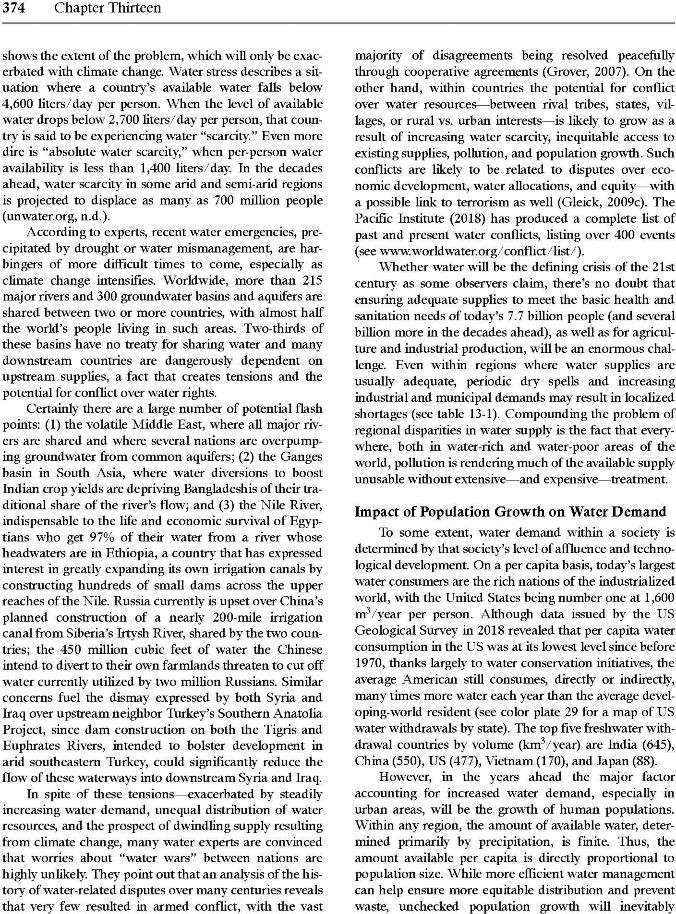 374 Chapter Thirteen
shows the extent of the problem, which will only be exac-
erbated with climate change. Water stress describes a sit-
uation where a country's available water falls below
4,600 liters/day per person. When the level of available
water drops below 2,700 liters/day per person, that coun-
try is said to be experiencing water "scarcity." Even more
dire is "absolute water scarcity," when per-person water
availability is less than 1,400 liters/day. In the decades
ahead, water scarcity in some arid and semi-arid regions
is projected to displace as many as 700 million people
(unwater.org, n.d.).
According to experts, recent water emergencies, pre-
cipitated by drought or water mismanagement, are har-
bingers of more difficult times to come, especially as
climate change intensifies. Worldwide, more than 215
major rivers and 300 groundwater basins and aquifers are
shared between two or more countries, with almost half
the world's people living in such areas. Two-thirds of
these basins have no treaty for sharing water and many
downstream countries are dangerously dependent on
upstream supplies, a fact that creates tensions and the
potential for conflict over water rights.
Certainly there are a large number of potential flash
points: (1) the volatile Middle East, where all major riv-
ers are shared and where several nations are overpump-
ing groundwater from common aquifers; (2) the Ganges
basin in South Asia, where water diversions to boost
Indian crop yields are depriving Bangladeshis of their tra-
ditional share of the river's flow; and (3) the Nile River,
indispensable to the life and economic survival of Egyp-
tians who get 97% of their water from a river whose
headwaters are in Ethiopia, a country that has expressed
interest in greatly expanding its own irrigation canals by
constructing hundreds of small dams across the upper
reaches of the Nile. Russia currently is upset over China's
planned construction of a nearly 200-mile irrigation
canal from Siberia's Irtysh River, shared by the two coun-
tries; the 450 million cubic feet of water the Chinese
intend to divert to their own farmlands threaten to cut off
water currently utilized by two million Russians. Similar
concerns fuel the dismay expressed by both Syria and
Iraq over upstream neighbor Turkey's Southern Anatolia
Project, since dam construction on both the Tigris and
Euphrates Rivers, intended to bolster development in
arid southeastern Turkey, could significantly reduce the
flow of these waterways into downstream Syria and Iraq.
In spite of these tensions—exacerbated by steadily
increasing water demand, unequal distribution of water
resources, and the prospect of dwindling supply resulting
from climate change, many water experts are convinced
that worries about "water wars" between nations are
highly unlikely. They point out that an analysis of the his-
tory of water-related disputes over many centuries reveals
that very few resulted in armed conflict, with the vast
majority of disagreements being resolved peacefully
through cooperative agreements (Grover, 2007). On the
other hand, within countries the potential for conflict
over water resources—between rival tribes, states, vil-
lages, or rural vs. urban interests—is likely to grow as a
result of increasing water scarcity, inequitable access to
existing supplies, pollution, and population growth. Such
conflicts are likely to be related to disputes over eco-
nomic development, water allocations, and equity—with
a possible link to terrorism as well (Gleick, 2009c). The
Pacific Institute (2018) has produced a complete list of
past and present water conflicts, listing over 400 events
(see www.worldwater.org/conflict/list/).
Whether water will be the defining crisis of the 21st
century as some observers claim, there's no doubt that
ensuring adequate supplies to meet the basic health and
sanitation needs of today's 7.7 billion people (and several
billion more in the decades ahead), as well as for agricul-
ture and industrial production, will be an enormous chal-
lenge. Even within regions where water supplies are
usually adequate, periodic dry spells and increasing
industrial and municipal demands may result in localized
shortages (see table 13-1). Compounding the problem of
regional disparities in water supply is the fact that every-
where, both in water-rich and water-poor areas of the
world, pollution is rendering much of the available supply
unusable without extensive—and expensive—treatment.
Impact of Population Growth on Water Demand
To some extent, water demand within a society is
determined by that society's level of affluence and techno-
logical development. On a per capita basis, today's largest
water consumers are the rich nations of the industrialized
world, with the United States being number one at 1,600
m³/year per person. Although data issued by the US
Geological Survey in 2018 revealed that per capita water
consumption in the US was at its lowest level since before
1970, thanks largely to water conservation initiatives, the
average American still consumes, directly or indirectly,
many times more water each year than the average devel-
oping-world resident (see color plate 29 for a map of US
water withdrawals by state). The top five freshwater with-
drawal countries by volume (km³/year) are India (645),
China (550), US (477), Vietnam (170), and Japan (88).
However, in the years ahead the major factor
accounting for increased water demand, especially in
urban areas, will be the growth of human populations.
Within any region, the amount of available water, deter-
mined primarily by precipitation, is finite. Thus, the
amount available per capita is directly proportional to
population size. While more efficient water management
can help ensure more equitable distribution and prevent
waste, unchecked population growth will inevitably